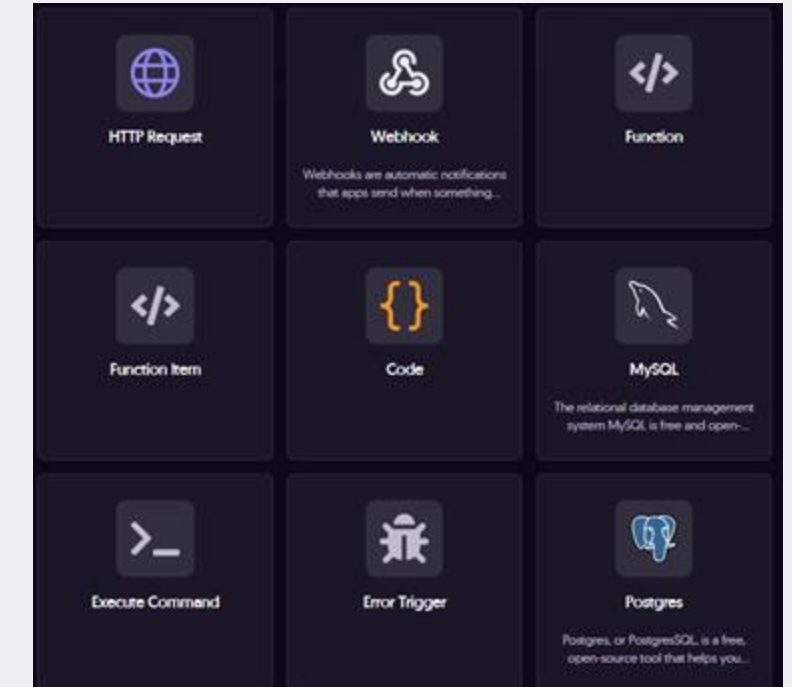 HTTP Request
Webhook
Webhooks are automatic notifications
that apps send when something...
Function
Function Item
Code
MySQL
The relational database management
system MySQL is free and open-...
Execute Command
Error Trigger
Postgres
Postgres, or PostgresSQL, is a free,
open-source tool that helps you...